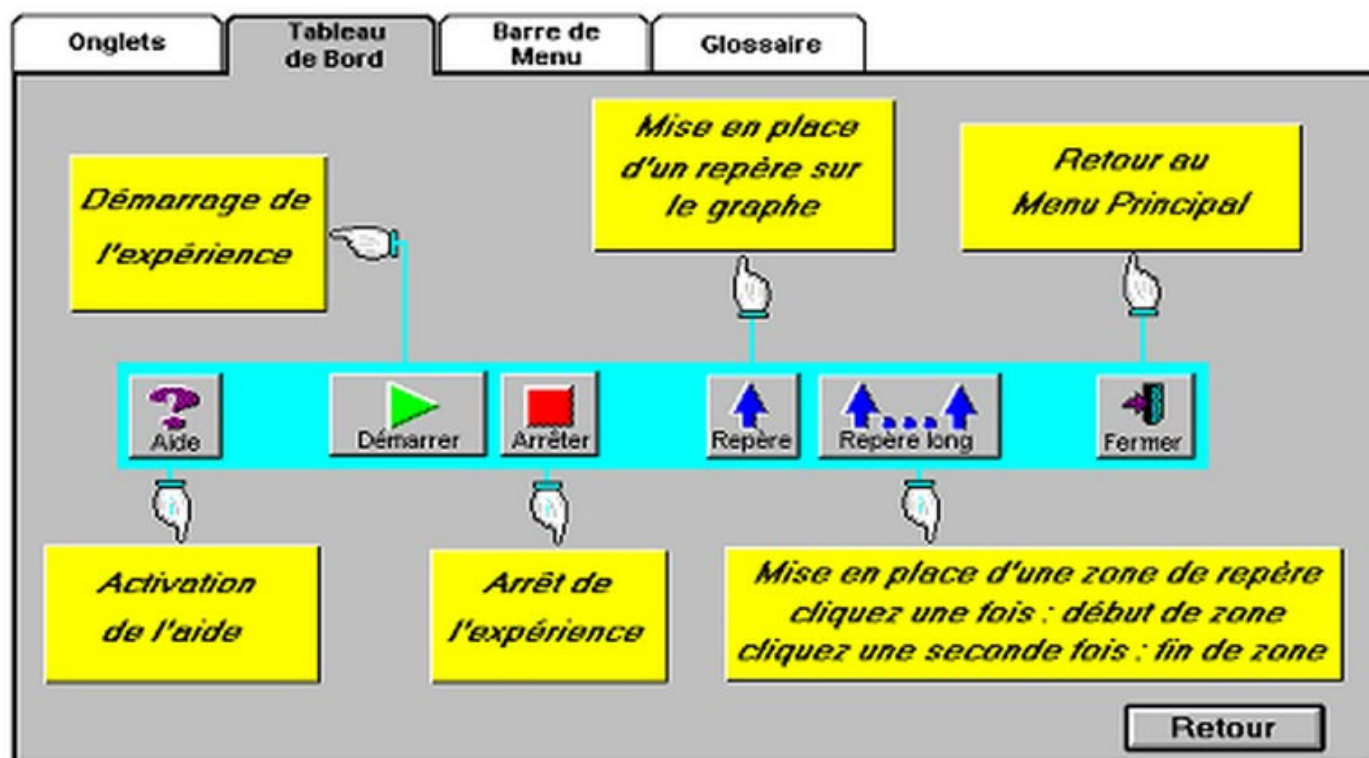 Onglets
Tableau
de Bord
Barre de
Menu
Glossaire
Démarrage de
l'expérience
Mise en place
d'un repère sur
le graphe
Retour au
Menu Principal
Aide
Démarrer
Arrêter
Repère
Repère long
Fermer
Activation
de l'aide
Arrêt de
l'expérience
Mise en place d'une zone de repère
cliquez une fois : début de zone
cliquez une seconde fois : fin de zone
Retour